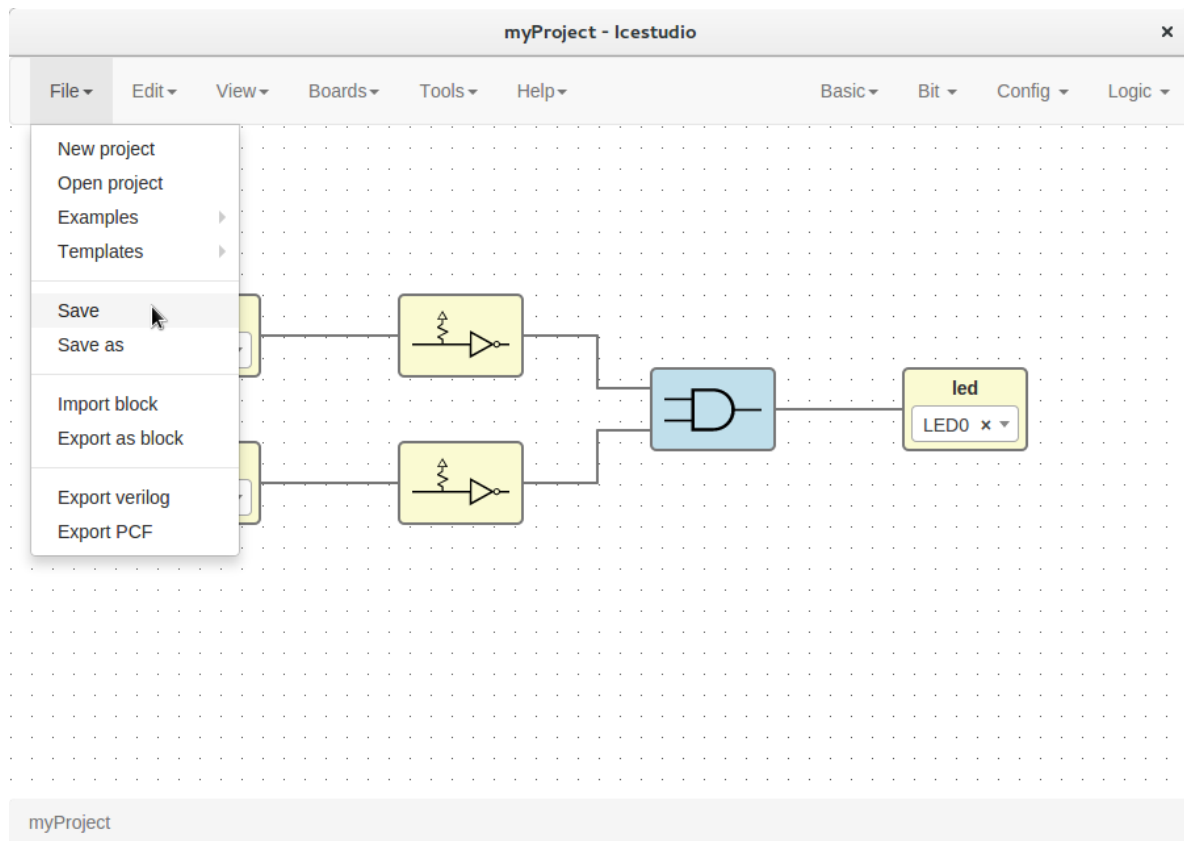 myProject - Icestudio ×
File Edit View Boards Tools Help Basic Bit Config Logic
New project
Open project
Examples
Templates
Save
Save as
Import block
Export as block
Export verilog
Export PCF
led
LED0 ×
myProject